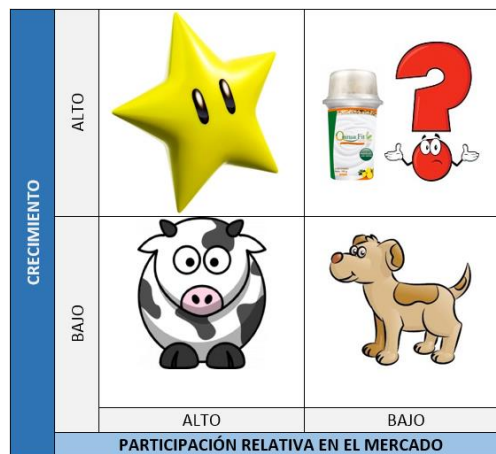 CRECIMIENTO
ALTO
BAJO
ALTO
BAJO
PARTICIPACIÓN RELATIVA EN EL MERCADO